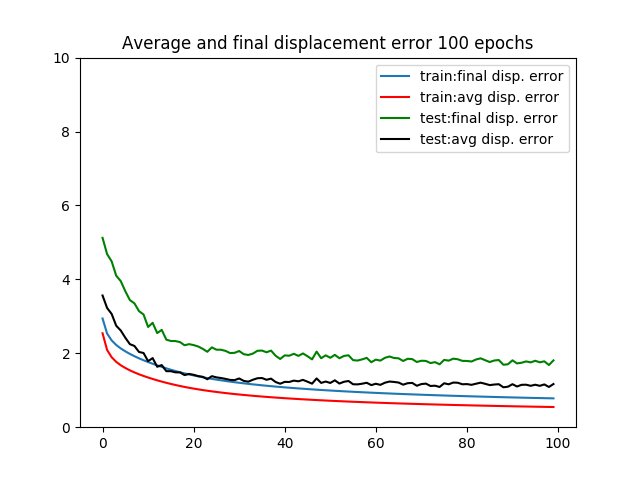 Average and final displacement error 100 epochs
train:final disp. error
train:avg disp. error
test:final disp. error
test:avg disp. error
10
8
6
4
2
0
0 20 40 60 80 100